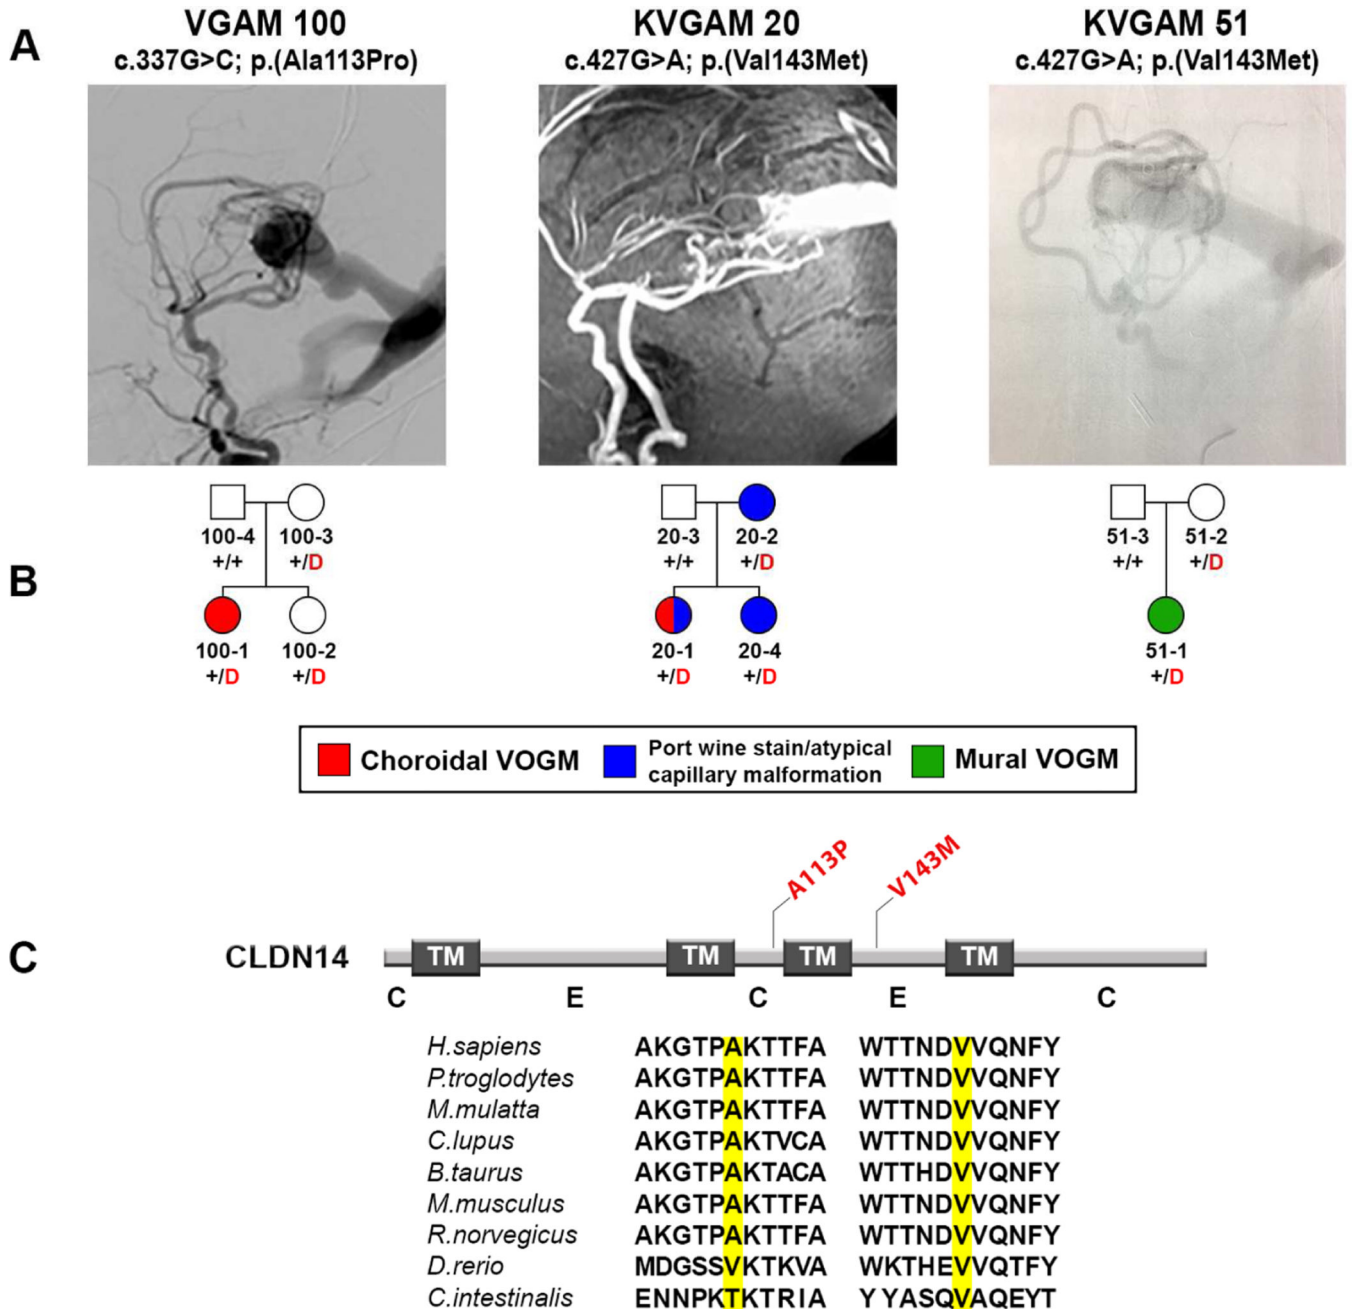 A
VGAM 100
c.337G>C; p.(Ala113Pro)
KVGAM 20
c.427G>A; p.(Val143Met)
KVGAM 51
c.427G>A; p.(Val143Met)
B
100-4 100-3
+/+ +/D
100-1 100-2
+/D +/D
20-3 20-2
+/+ +/D
20-1 20-4
+/D +/D
51-3 51-2
+/+ +/D
51-1
+/D
Choroidal VOGM
Port wine stain/atypical
capillary malformation
Mural VOGM
C
A113P V143M
CLDN14 TM TM TM TM
C E C E C
H.sapiens AKGTPAKTTFA WTTNDVVQNFY
P.troglodytes AKGTPAKTTFA WTTNDVVQNFY
M.mulatta AKGTPAKTTFA WTTNDVVQNFY
C.lupus AKGTPAKTVCA WTTNDVVQNFY
B.taurus AKGTPAKTACA WTTHDVVQNFY
M.musculus AKGTPAKTTFA WTTNDVVQNFY
R.norvegicus AKGTPAKTTFA WTTNDVVQNFY
D.rerio MDGSSVKTKVA WKTHEVVQTFY
C.intestinalis ENNPKTKTRIA YYASQVAQEYT